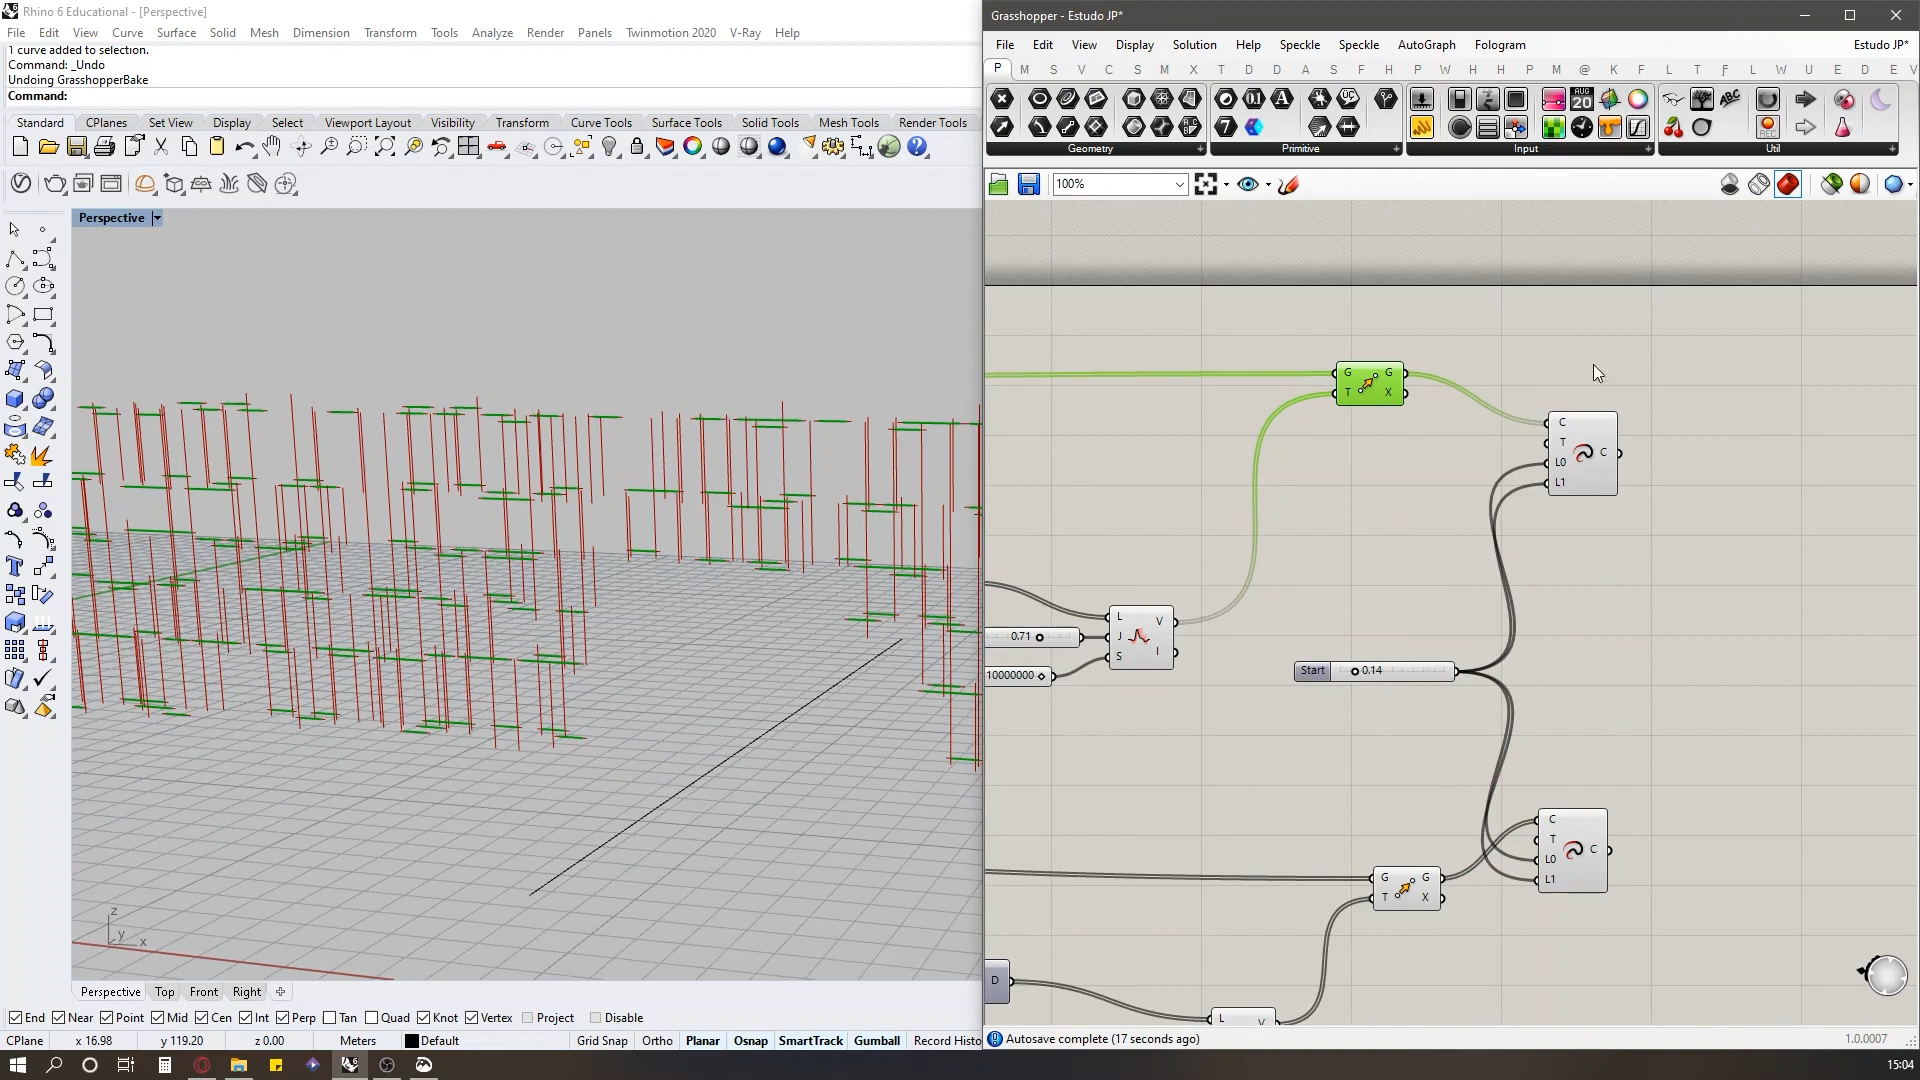 Rhino 6 Educational - [Perspective]
File Edit View Curve Surface Solid Mesh Dimension Transform Tools Analyze Render Panels Twinmotion 2020 V-Ray Help
1 curve added to selection.
Command: _Undo
Undoing GrasshopperBake
Command:
Standard CPlanes Set View Display Select Viewport Layout Visibility Transform Curve Tools Surface Tools Solid Tools Mesh Tools Render Tools
Perspective
z
y x
Perspective Top Front Right
End Near Point Mid Cen Int Perp Tan Quad Knot Vertex Project Disable
CPlane x 16.98 y 119.20 z 0.00 Meters Default Grid Snap Ortho Planar Osnap SmartTrack Gumball Record Histo
Grasshopper - Estudo JP*
File Edit View Display Solution Help Speckle Speckle AutoGraph Fologram Estudo JP*
P M S V C S M X T D D A S F H P W H H P M @ K F L T F L W U E D E V
Geometry Primitive Input Util
100%
G G
T X
C
T
L0 C
L1
L V
J
S I
0.71
10000000
Start 0.14
C
T
L0 C
L1
G G
T X
D
L V
Autosave complete (17 seconds ago) 1.0.0007
15:04